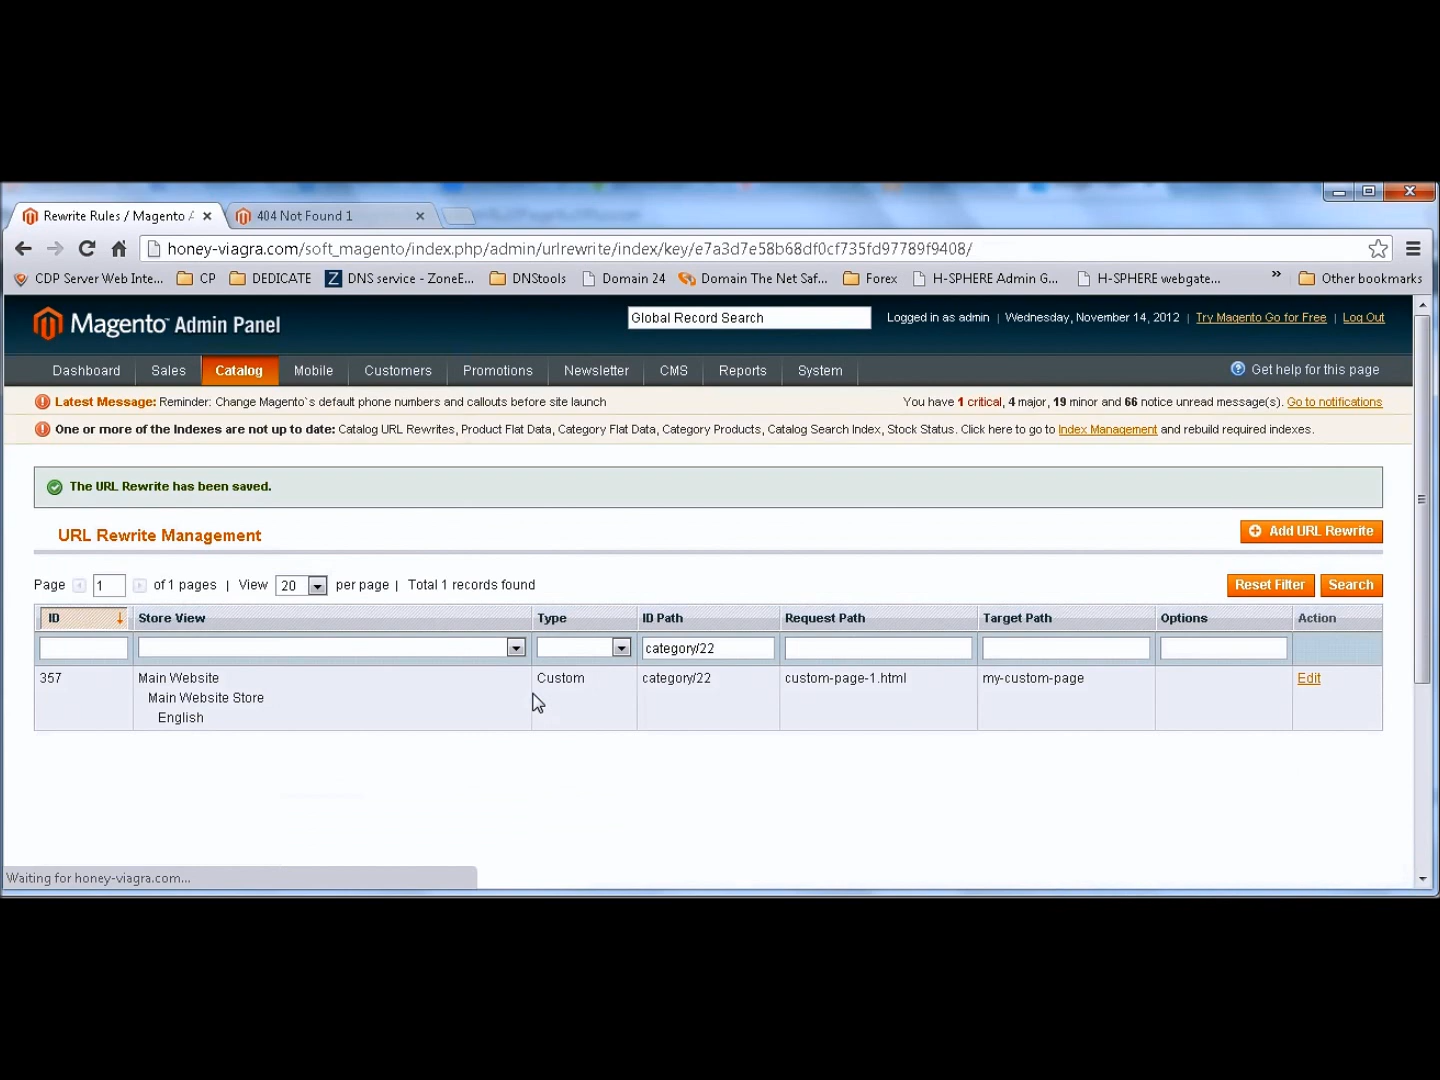 Rewrite Rules / Magento A
404 Not Found 1
honey-viagra.com/soft_magento/index.php/admin/urlrewrite/index/key/e7a3d7e58b68df0cf735fd97789f9408/
CDP Server Web Inte... CP DEDICATE DNS service - ZoneE... DNStools Domain 24 Domain The Net Saf... Forex H-SPHERE Admin G... H-SPHERE webgate... » Other bookmarks
Magento Admin Panel Global Record Search Logged in as admin | Wednesday, November 14, 2012 | Try Magento Go for Free | Log Out
Dashboard Sales Catalog Mobile Customers Promotions Newsletter CMS Reports System Get help for this page
Latest Message: Reminder: Change Magento`s default phone numbers and callouts before site launch You have 1 critical, 4 major, 19 minor and 66 notice unread message(s). Go to notifications
One or more of the Indexes are not up to date: Catalog URL Rewrites, Product Flat Data, Category Flat Data, Category Products, Catalog Search Index, Stock Status. Click here to go to Index Management and rebuild required indexes.
The URL Rewrite has been saved.
URL Rewrite Management Add URL Rewrite
Page 1 of 1 pages | View 20 per page | Total 1 records found Reset Filter Search
ID Store View Type ID Path Request Path Target Path Options Action
category/22
357 Main Website Custom category/22 custom-page-1.html my-custom-page Edit
Main Website Store
English
Waiting for honey-viagra.com...